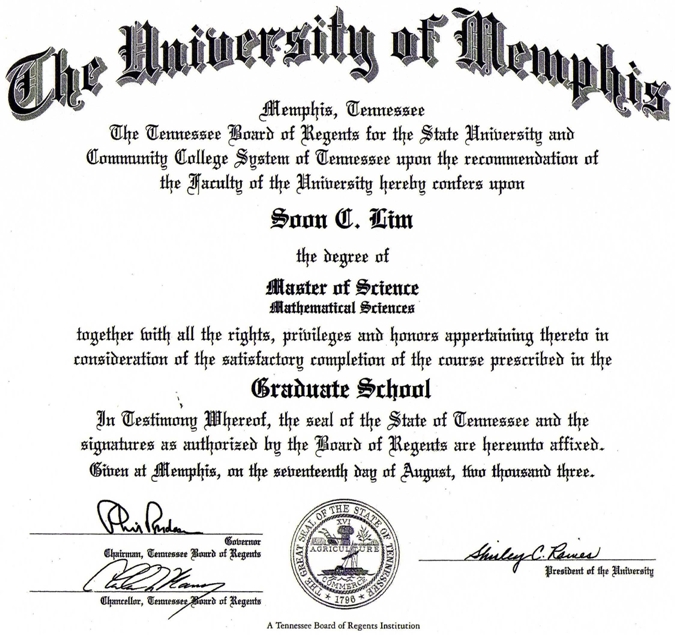 The University of Memphis
Memphis, Tennessee
The Tennessee Board of Regents for the State University and
Community College System of Tennessee upon the recommendation of
the Faculty of the University hereby confers upon
Soon C. Lim
the degree of
Master of Science
Mathematical Sciences
together with all the rights, privileges and honors appertaining thereto in
consideration of the satisfactory completion of the course prescribed in the
Graduate School
In Testimony Whereof, the seal of the State of Tennessee and the
signatures as authorized by the Board of Regents are hereunto affixed.
Given at Memphis, on the seventeenth day of August, two thousand three.
Governor
Chairman, Tennessee Board of Regents
Chancellor, Tennessee Board of Regents
THE GREAT SEAL OF THE STATE OF TENNESSEE
XVI
AGRICULTURE
COMMERCE
1796
Shirley C. Raines
President of the University
A Tennessee Board of Regents Institution